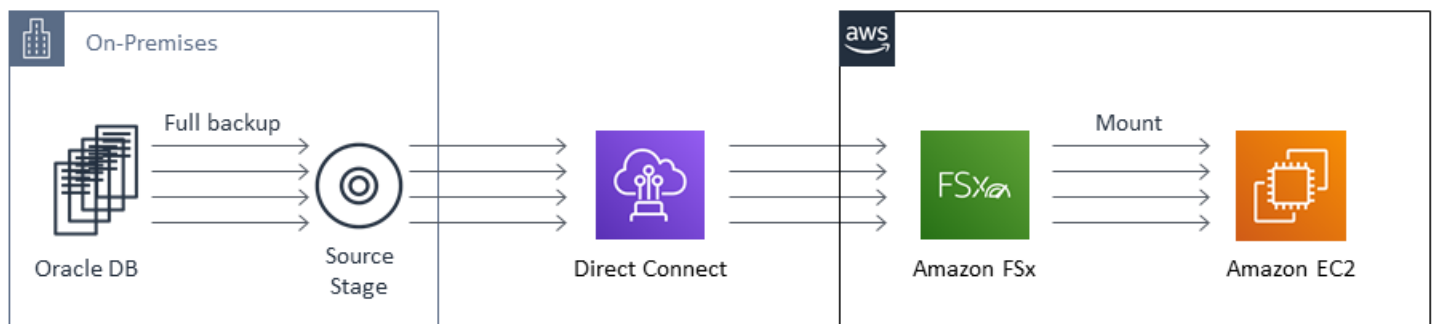 On-Premises
aws
Full backup
Mount
FSx
Oracle DB
Source
Stage
Direct Connect
Amazon FSx
Amazon EC2